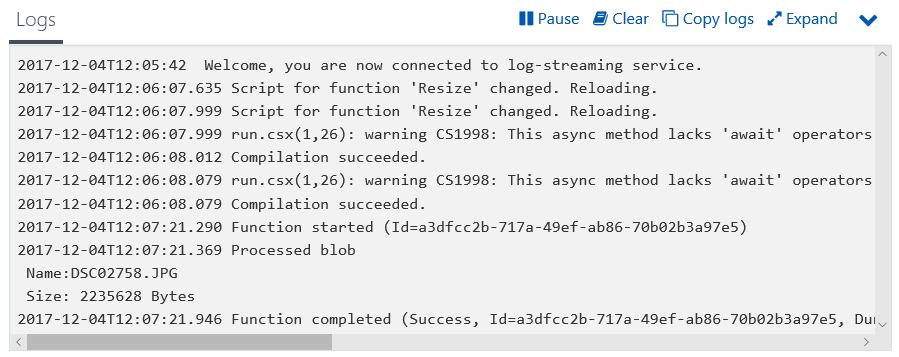 Logs
Pause Clear Copy logs Expand
2017-12-04T12:05:42  Welcome, you are now connected to log-streaming service.
2017-12-04T12:06:07.635 Script for function 'Resize' changed. Reloading.
2017-12-04T12:06:07.999 Script for function 'Resize' changed. Reloading.
2017-12-04T12:06:07.999 run.csx(1,26): warning CS1998: This async method lacks 'await' operators
2017-12-04T12:06:08.012 Compilation succeeded.
2017-12-04T12:06:08.079 run.csx(1,26): warning CS1998: This async method lacks 'await' operators
2017-12-04T12:06:08.079 Compilation succeeded.
2017-12-04T12:07:21.290 Function started (Id=a3dfcc2b-717a-49ef-ab86-70b02b3a97e5)
2017-12-04T12:07:21.369 Processed blob
Name:DSC02758.JPG
Size: 2235628 Bytes
2017-12-04T12:07:21.946 Function completed (Success, Id=a3dfcc2b-717a-49ef-ab86-70b02b3a97e5,